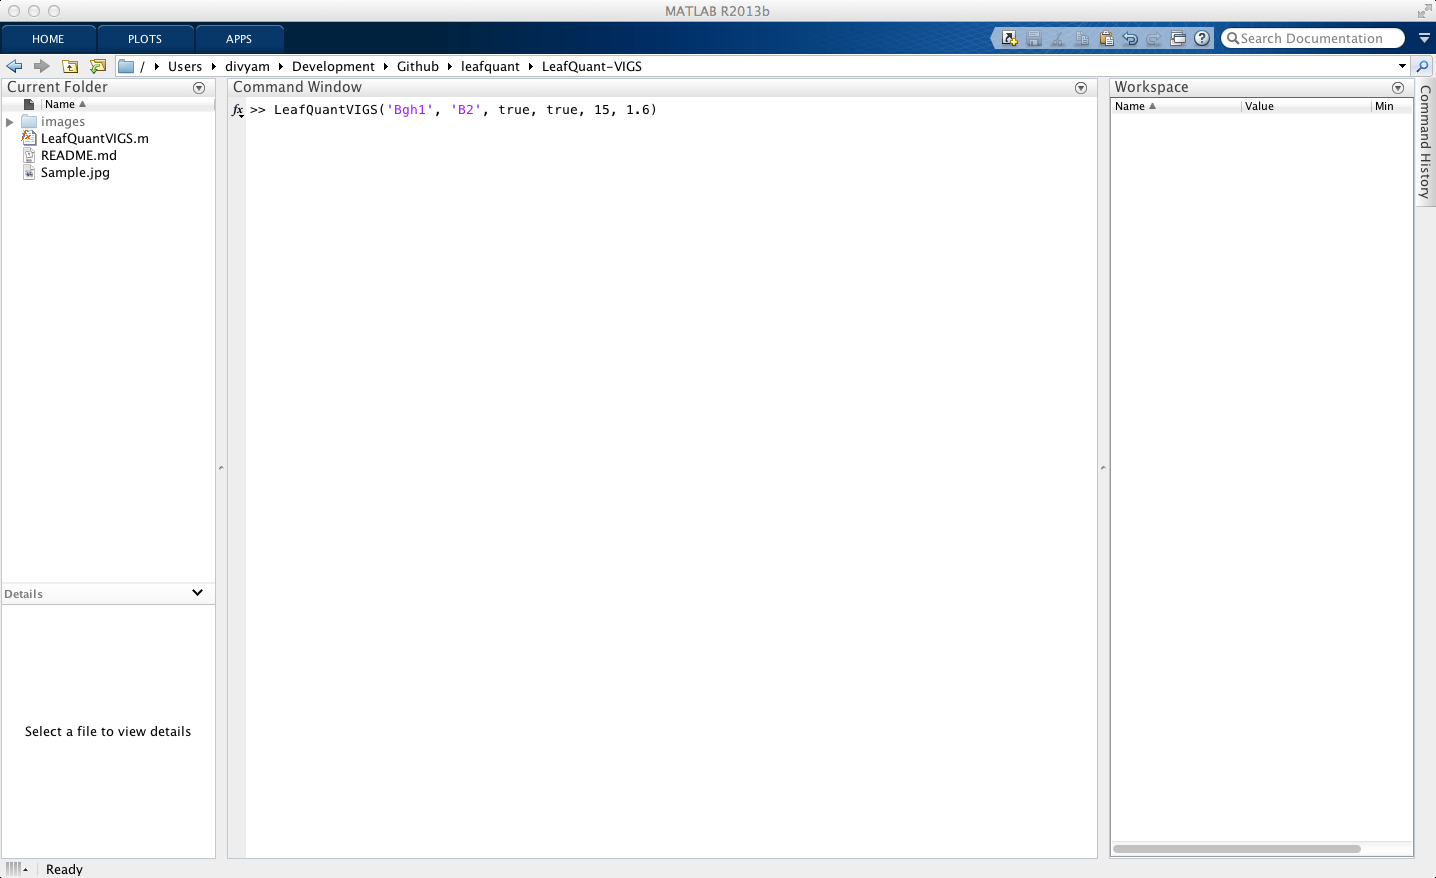 MATLAB R2013b
HOME PLOTS APPS
Search Documentation
/ Users divyam Development Github leafquant LeafQuant-VIGS
Current Folder
Name
images
LeafQuantVIGS.m
README.md
Sample.jpg
Details
Select a file to view details
Command Window
fx >> LeafQuantVIGS('Bgh1', 'B2', true, true, 15, 1.6)
Workspace
Name Value Min
Command History
Ready